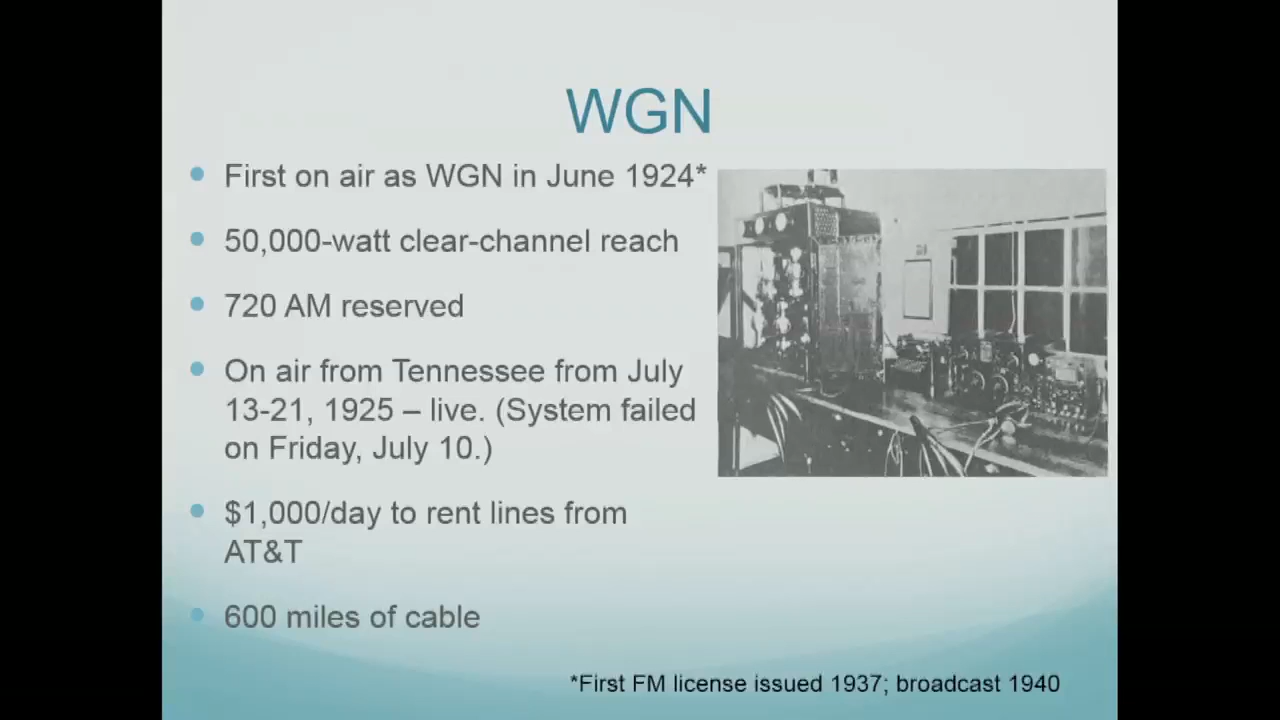 WGN
First on air as WGN in June 1924*
50,000-watt clear-channel reach
720 AM reserved
On air from Tennessee from July
13-21, 1925 – live. (System failed
on Friday, July 10.)
$1,000/day to rent lines from
AT&T
600 miles of cable
*First FM license issued 1937; broadcast 1940